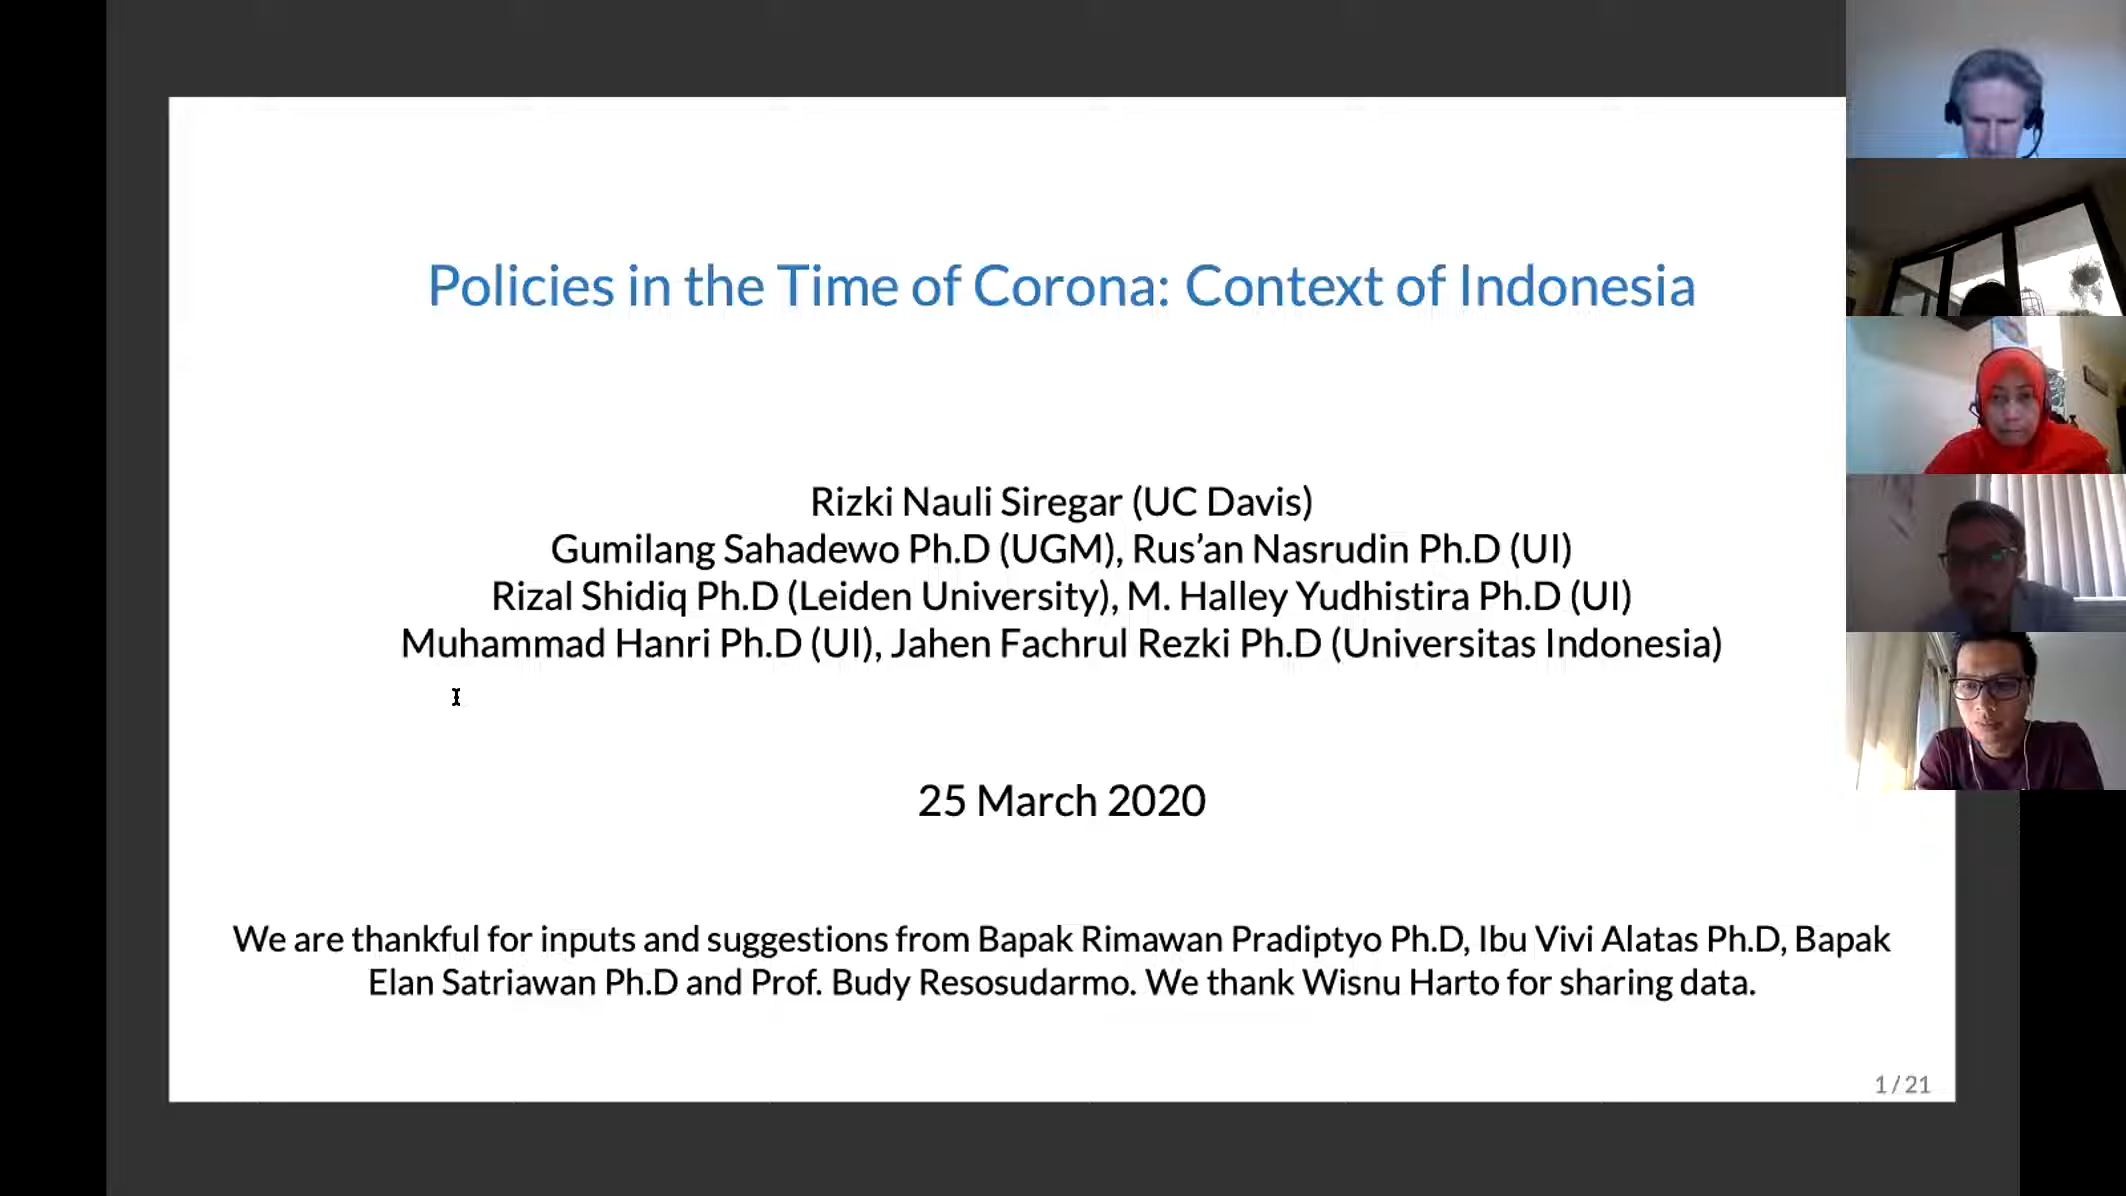 Policies in the Time of Corona: Context of Indonesia
Rizki Nauli Siregar (UC Davis)
Gumilang Sahadewo Ph.D (UGM), Rus’an Nasrudin Ph.D (UI)
Rizal Shidiq Ph.D (Leiden University), M. Halley Yudhistira Ph.D (UI)
Muhammad Hanri Ph.D (UI), Jahen Fachrul Rezki Ph.D (Universitas Indonesia)
25 March 2020
We are thankful for inputs and suggestions from Bapak Rimawan Pradiptyo Ph.D, Ibu Vivi Alatas Ph.D, Bapak
Elan Satriawan Ph.D and Prof. Budy Resosudarmo. We thank Wisnu Harto for sharing data.
1 / 21